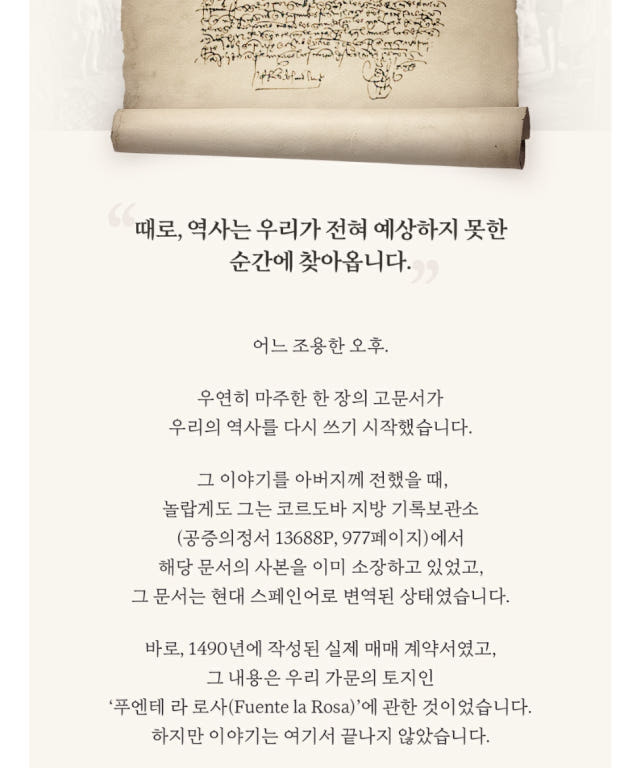 “때로, 역사는 우리가 전혀 예상하지 못한
순간에 찾아옵니다.”
어느 조용한 오후.
우연히 마주한 한 장의 고문서가
우리의 역사를 다시 쓰기 시작했습니다.
그 이야기를 아버지께 전했을 때,
놀랍게도 그는 코르도바 지방 기록보관소
(공증의정서 13688P, 977페이지)에서
해당 문서의 사본을 이미 소장하고 있었고,
그 문서는 현대 스페인어로 변역된 상태였습니다.
바로, 1490년에 작성된 실제 매매 계약서였고,
그 내용은 우리 가문의 토지인
‘푸엔테 라 로사(Fuente la Rosa)’에 관한 것이었습니다.
하지만 이야기는 여기서 끝나지 않았습니다.